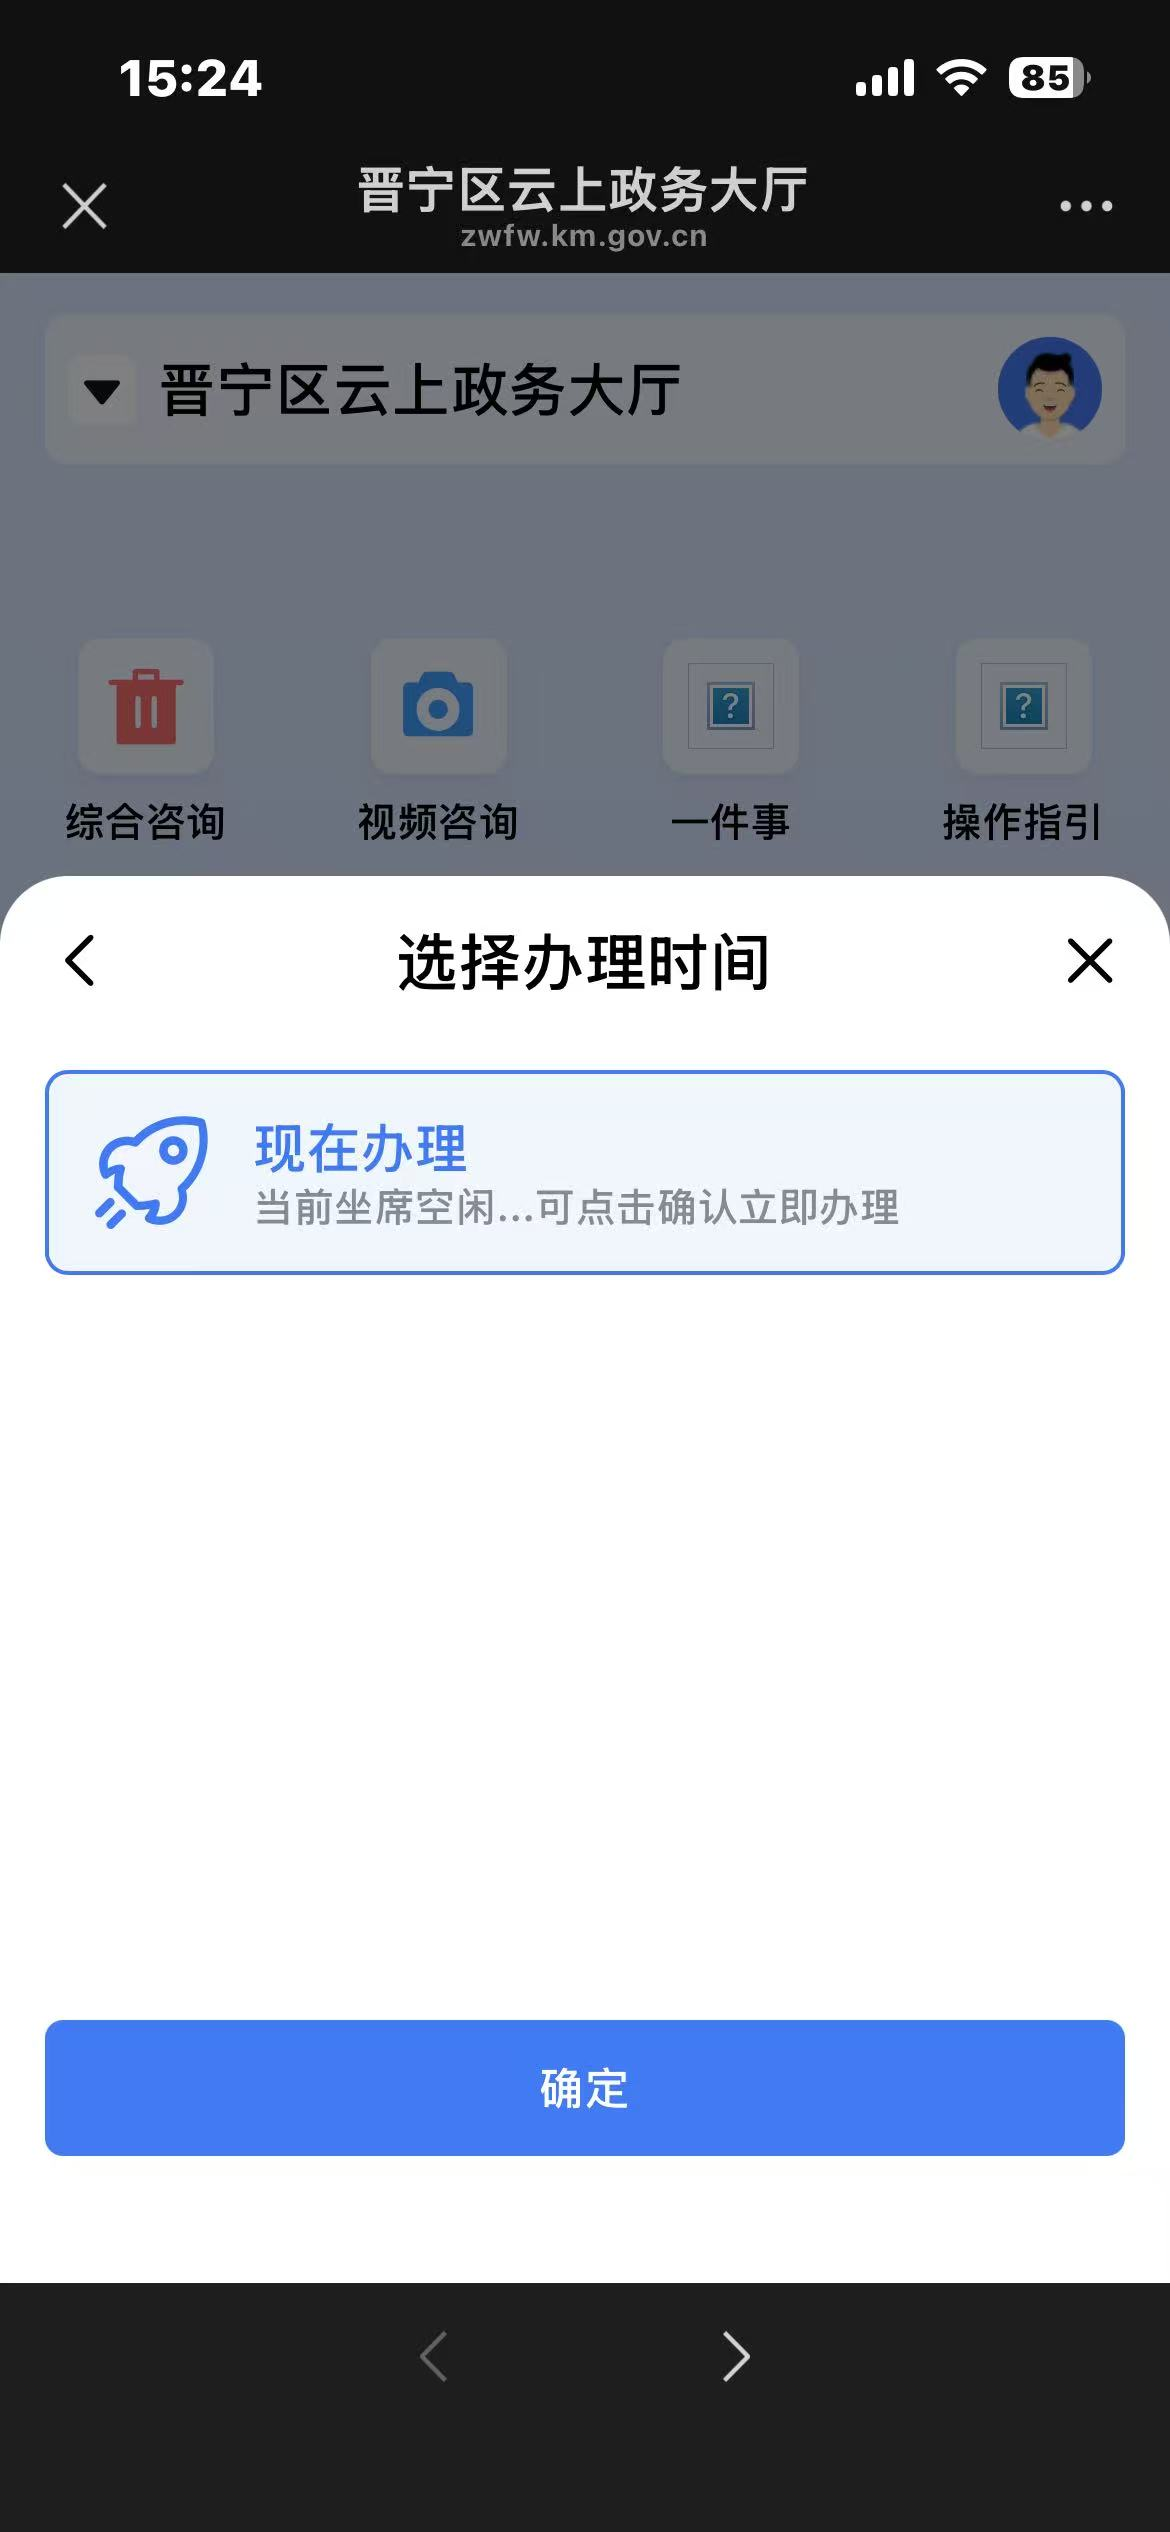 15:24
85
晋宁区云上政务大厅
zwfw.km.gov.cn
晋宁区云上政务大厅
综合咨询 视频咨询 一件事 操作指引
选择办理时间
现在办理
当前坐席空闲...可点击确认立即办理
确定